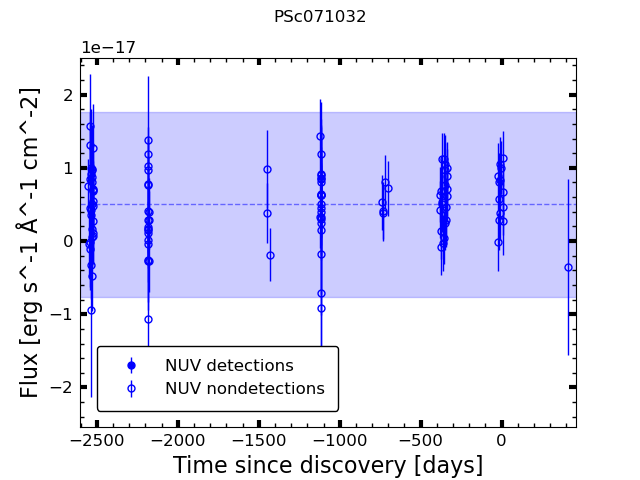 PSc071032
1e−17
2
1
0
−1
−2
Flux [erg s^-1 Å^-1 cm^-2]
NUV detections
NUV nondetections
−2500 −2000 −1500 −1000 −500 0
Time since discovery [days]